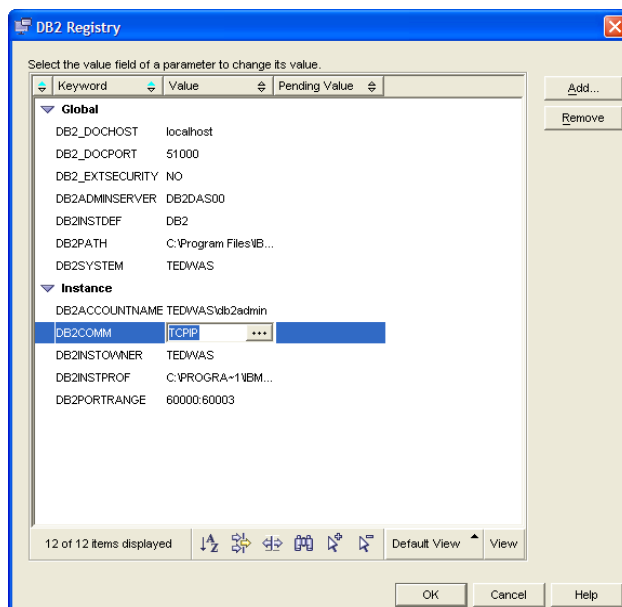 DB2 Registry
Select the value field of a parameter to change its value.
Keyword Value Pending Value
Add...
Remove
Global
DB2_DOCHOST localhost
DB2_DOCPORT 51000
DB2_EXTSECURITY NO
DB2ADMINSERVER DB2DAS00
DB2INSTDEF DB2
DB2PATH C:\Program Files\IB...
DB2SYSTEM TEDWAS
Instance
DB2ACCOUNTNAME TEDWAS\db2admin
DB2COMM TCPIP ...
DB2INSTOWNER TEDWAS
DB2INSTPROF C:\PROGRA~1\IBM...
DB2PORTRANGE 60000:60003
12 of 12 items displayed Default View View
OK Cancel Help